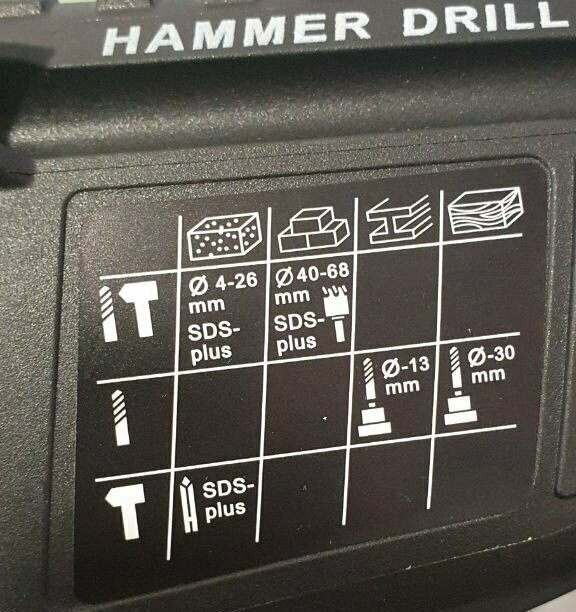 HAMMER DRILL
Ø 4-26
mm
SDS-
plus
Ø 40-68
mm
SDS-
plus
Ø-13
mm
Ø-30
mm
SDS-
plus